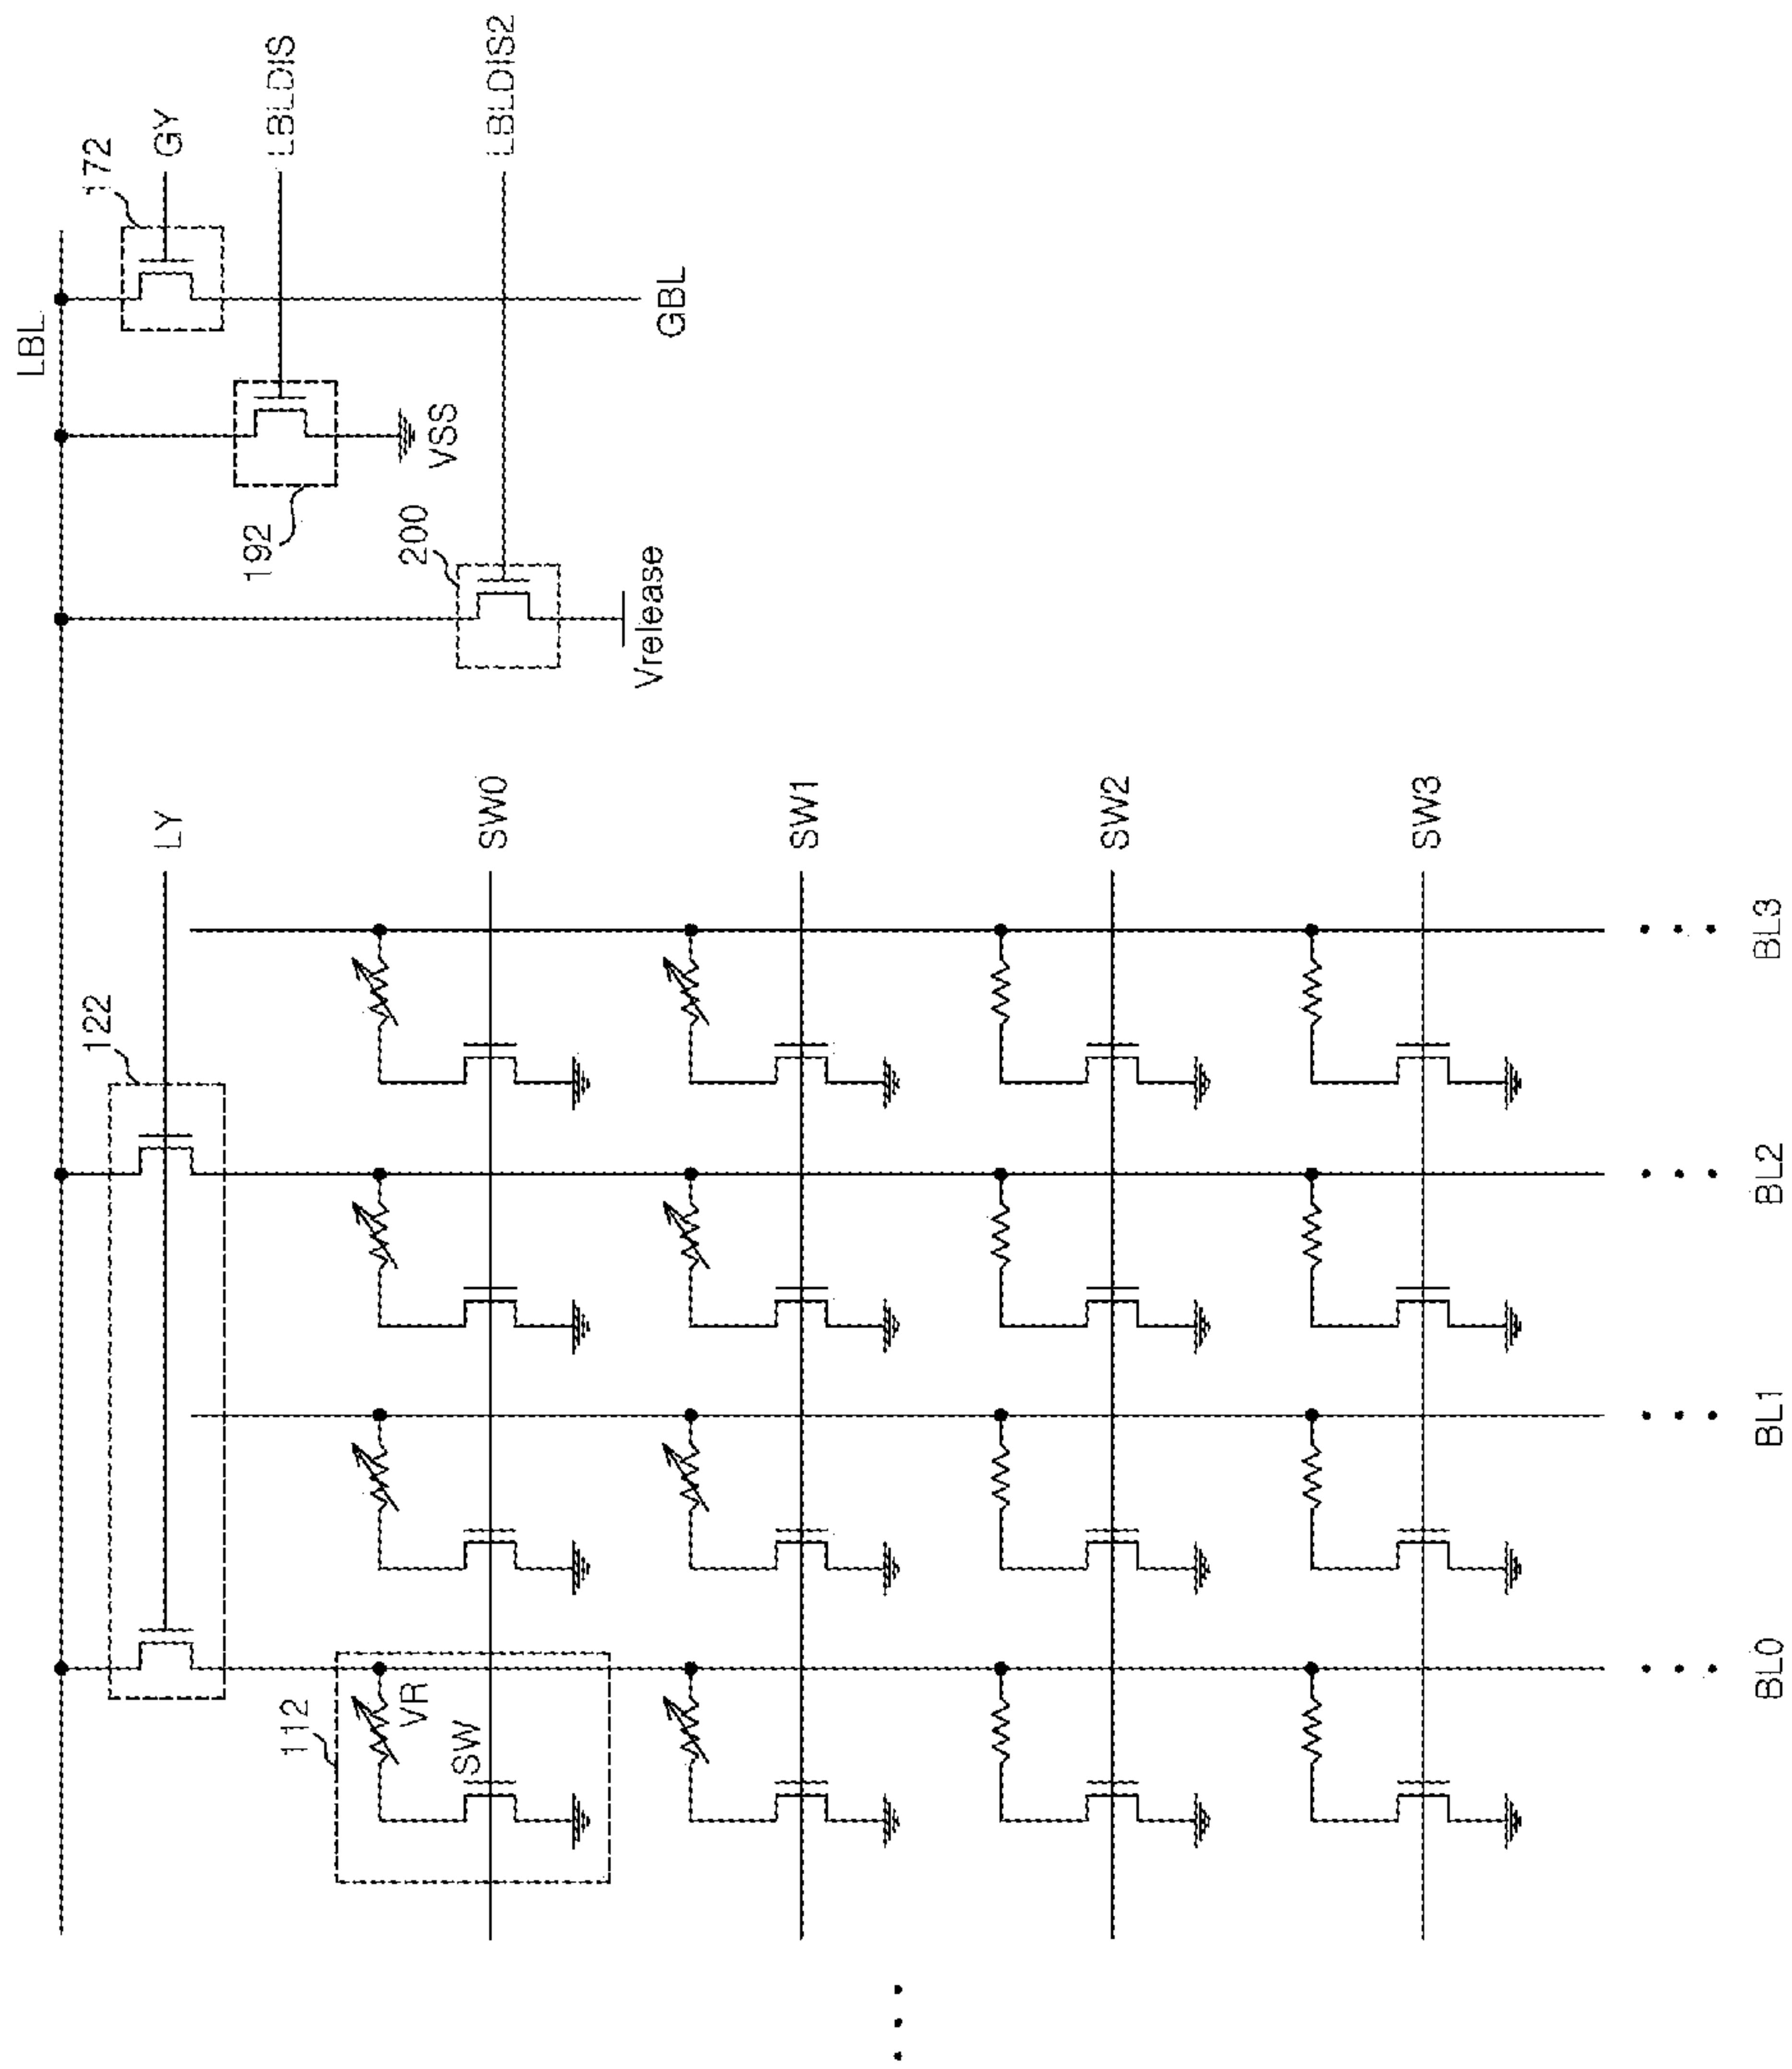 LBL
172
GY
LBLDIS
192
VSS
200
LBLDIS2
GBL
Vrelease
LY
122
SW0
SW1
SW2
SW3
112
VR
SW
BL0
BL1
BL2
BL3